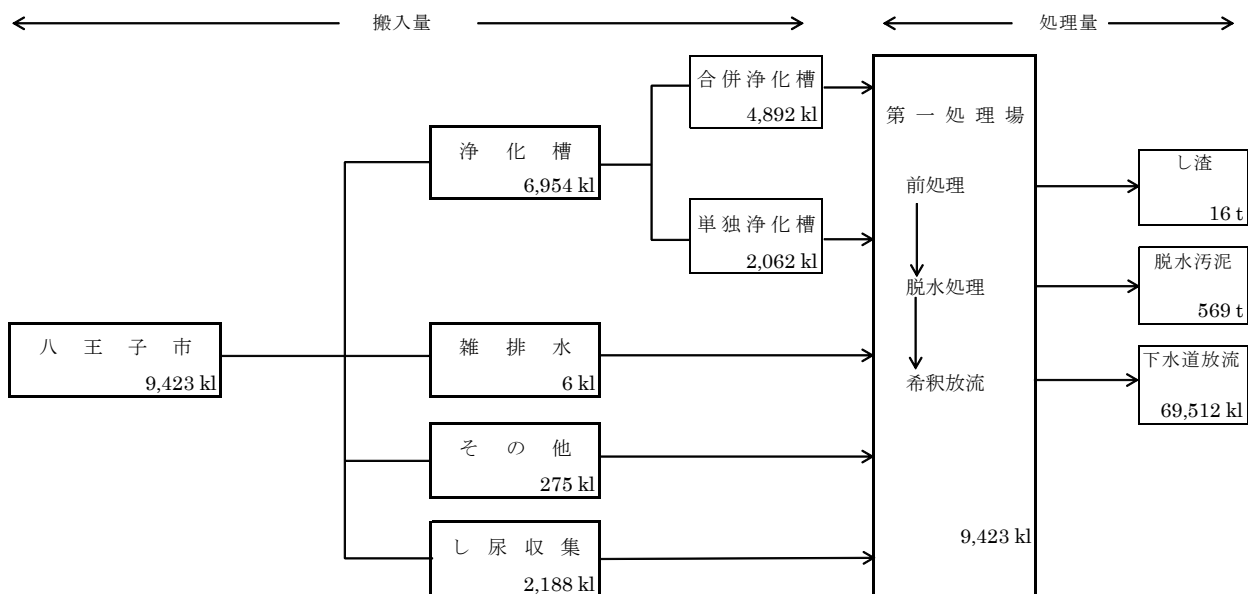 搬入量
処理量
合併浄化槽
4,892 kl
第一処理場
浄化槽
6,954 kl
し渣
16 t
前処理
単独浄化槽
2,062 kl
脱水汚泥
569 t
脱水処理
八王子市
9,423 kl
雑排水
6 kl
下水道放流
69,512 kl
希釈放流
その他
275 kl
し尿収集
2,188 kl
9,423 kl